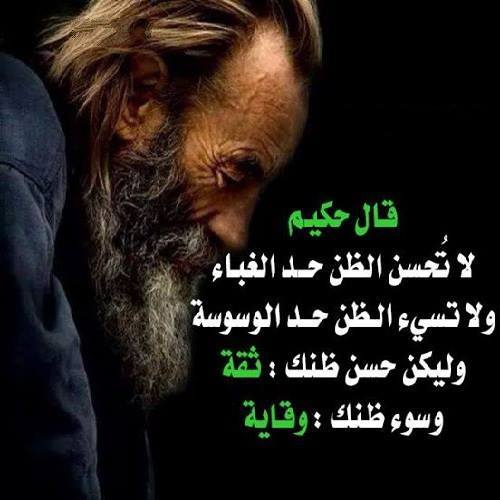 قال حكيم
لا تُحسن الظن حد الغباء
ولا تسيء الظن حد الوسوسة
وليكن حسن ظنك : ثقة
وسوء ظنك : وقاية